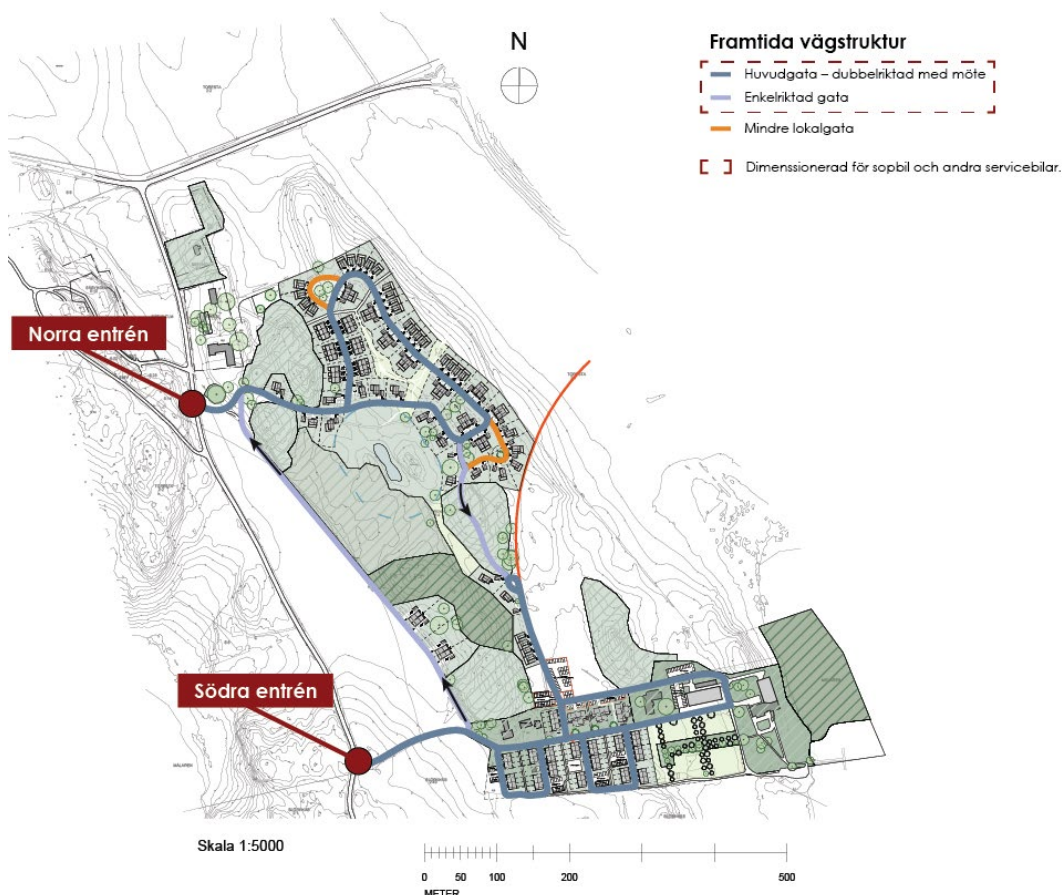 N
Framtida vägstruktur
Huvudgata – dubbelriktad med möte
Enkelriktad gata
Mindre lokalgata
Dimenssionerad för sopbil och andra servicebilar.
Norra entrén
Södra entrén
Skala 1:5000
0 50 100 200 500
METER